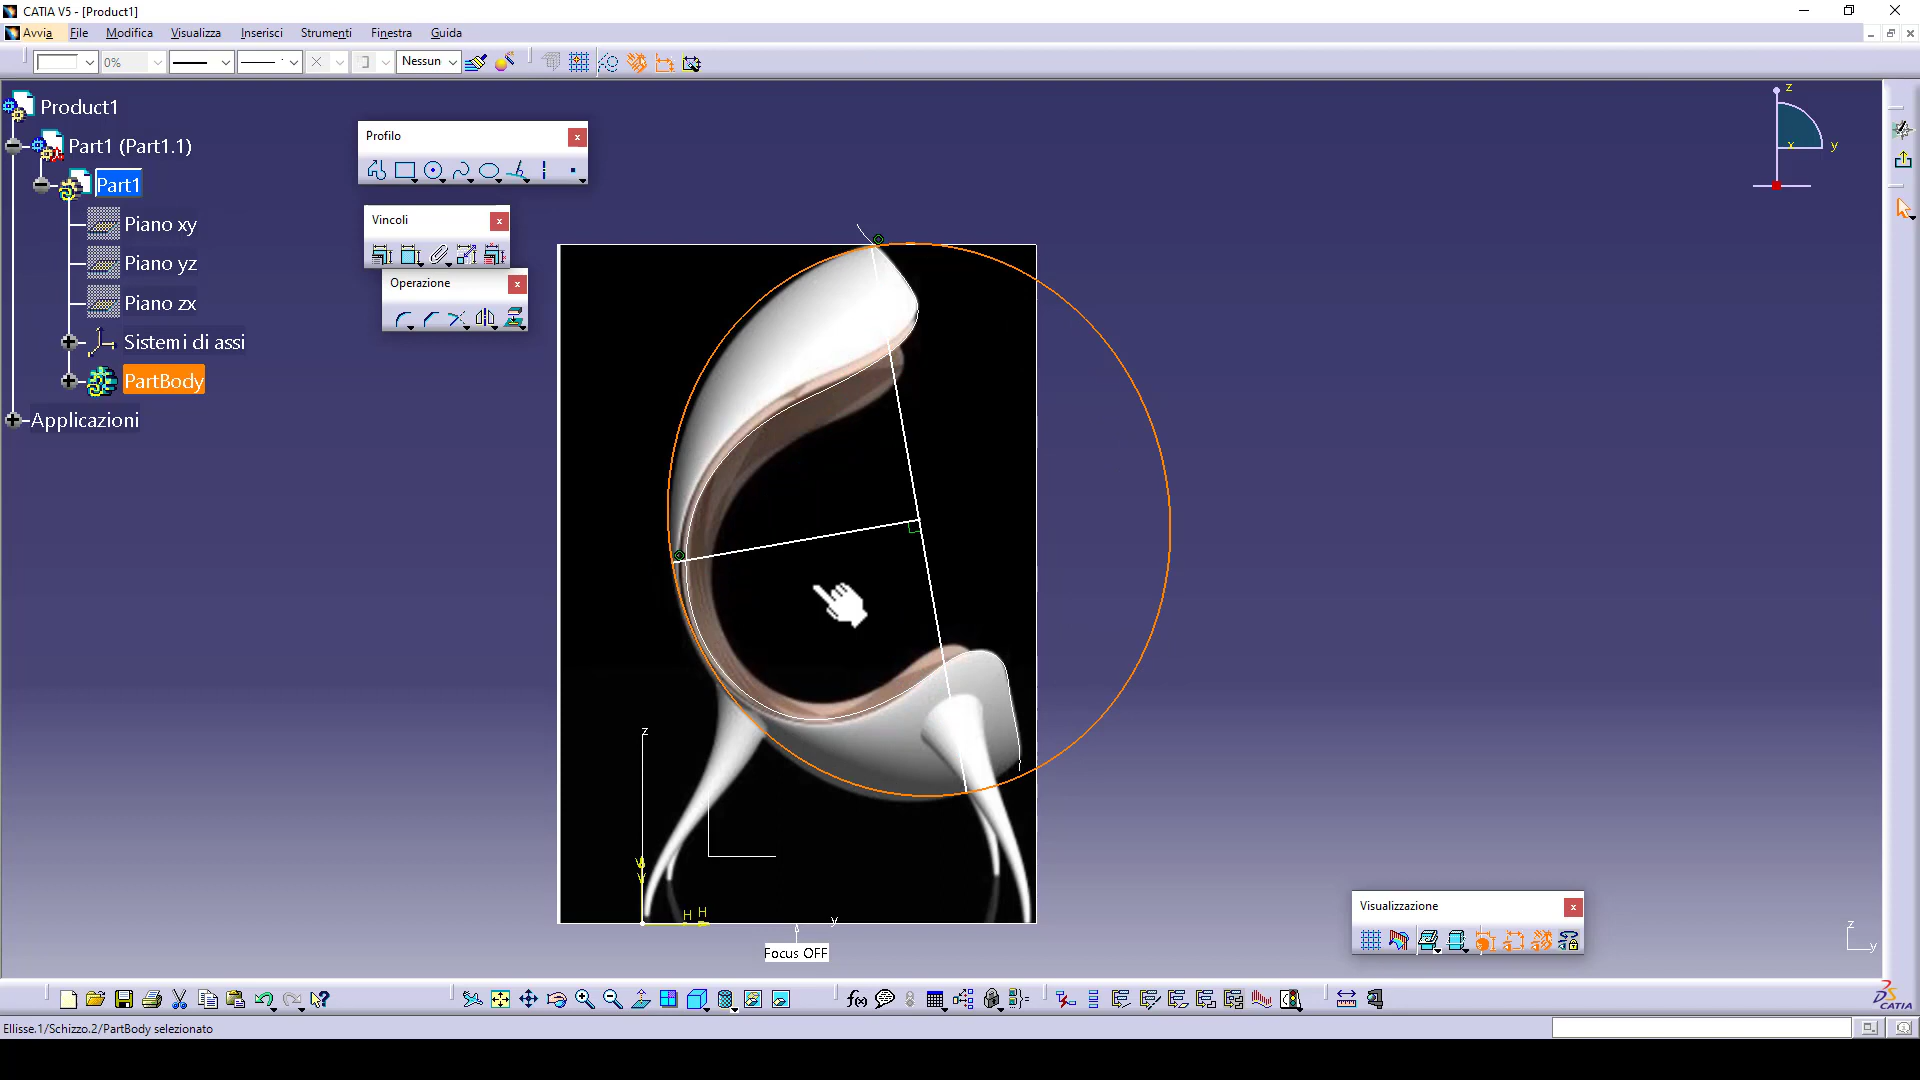 CATIA V5 - [Product1]
Avvia File Modifica Visualizza Inserisci Strumenti Finestra Guida
0% Nessun
Product1
Part1 (Part1.1)
Part1
Piano xy
Piano yz
Piano zx
Sistemi di assi
PartBody
Applicazioni
Profilo
Vincoli
Operazione
z
x
y
z
V
H H
y
Focus OFF
Visualizzazione
z
y
f(x)
CATIA
Ellisse.1/Schizzo.2/PartBody selezionato